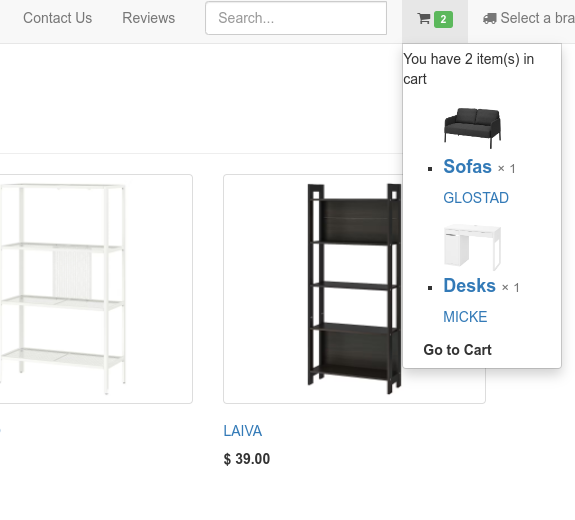 Contact Us
Reviews
Search...
2
Select a bra
You have 2 item(s) in
cart
Sofas × 1
GLOSTAD
Desks × 1
MICKE
Go to Cart
LAIVA
$ 39.00